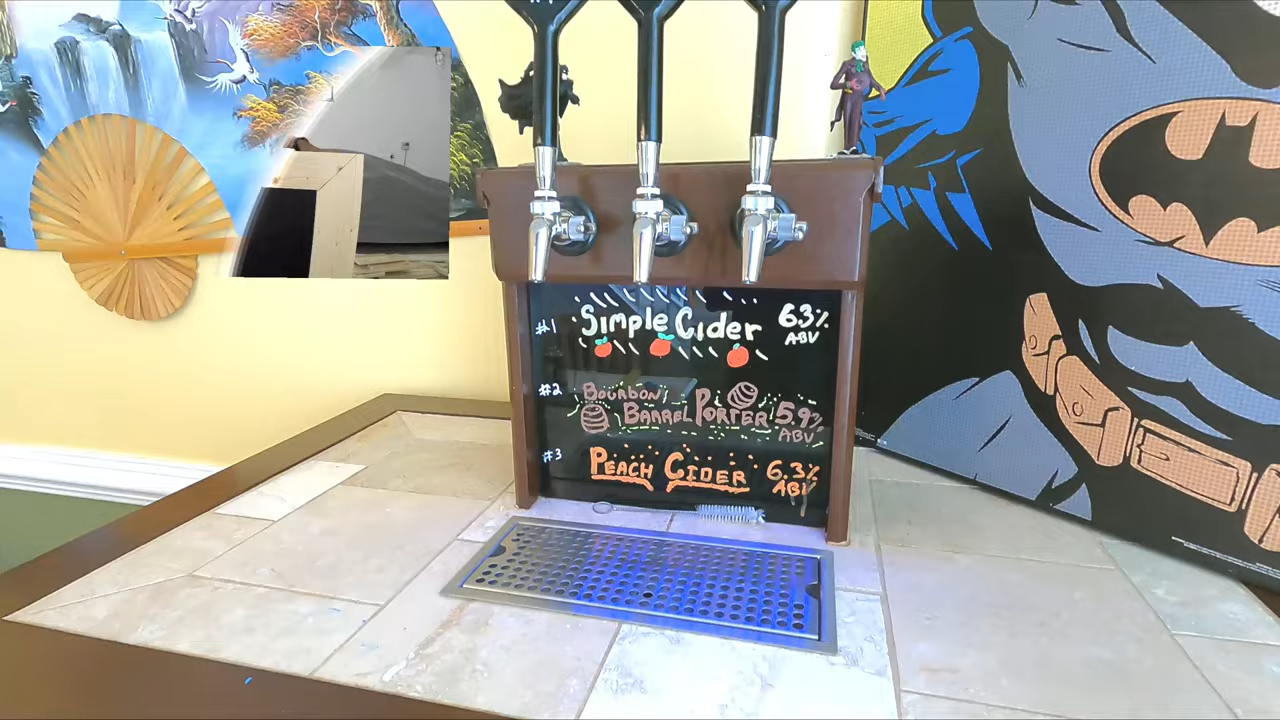 #1 Simple Cider 6.3%
ABV
#2 Bourbon
Barrel Porter 5.9%
ABV
#3 Peach Cider 6.3%
ABV